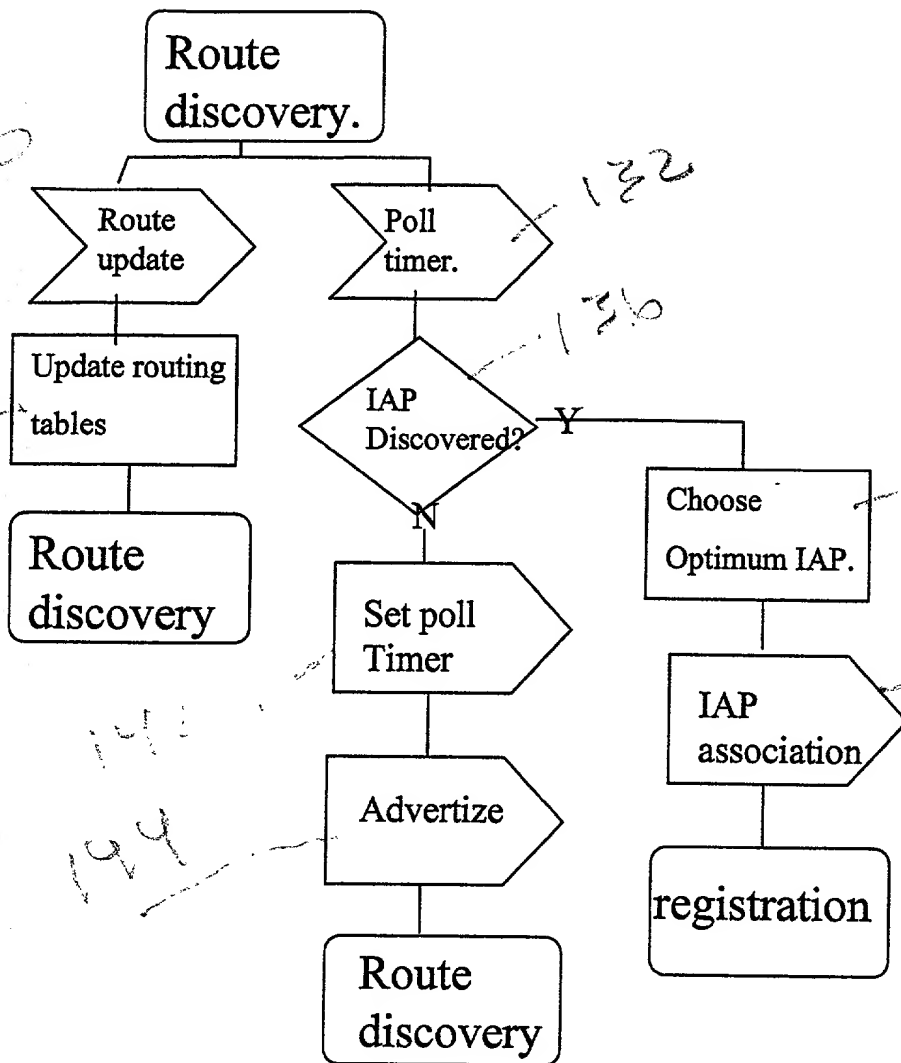 Route
discovery.
Route
update
Poll
timer.
132
136
Update routing
tables
IAP
Discovered?
Y
N
Choose
Optimum IAP.
Route
discovery
Set poll
Timer
IAP
association
Advertize
144
registration
Route
discovery